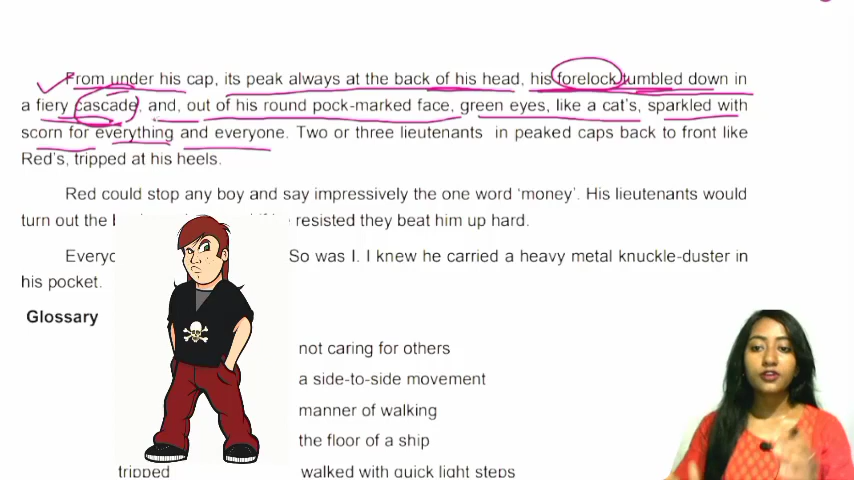 From under his cap, its peak always at the back of his head, his forelock tumbled down in
a fiery cascade, and, out of his round pock-marked face, green eyes, like a cat's, sparkled with
scorn for everything and everyone. Two or three lieutenants in peaked caps back to front like
Red's, tripped at his heels.
Red could stop any boy and say impressively the one word 'money'. His lieutenants would
turn out the resisted they beat him up hard.
So was I. I knew he carried a heavy metal knuckle-duster in
his pocket.
Glossary
not caring for others
a side-to-side movement
manner of walking
the floor of a ship
tripped walked with quick light steps